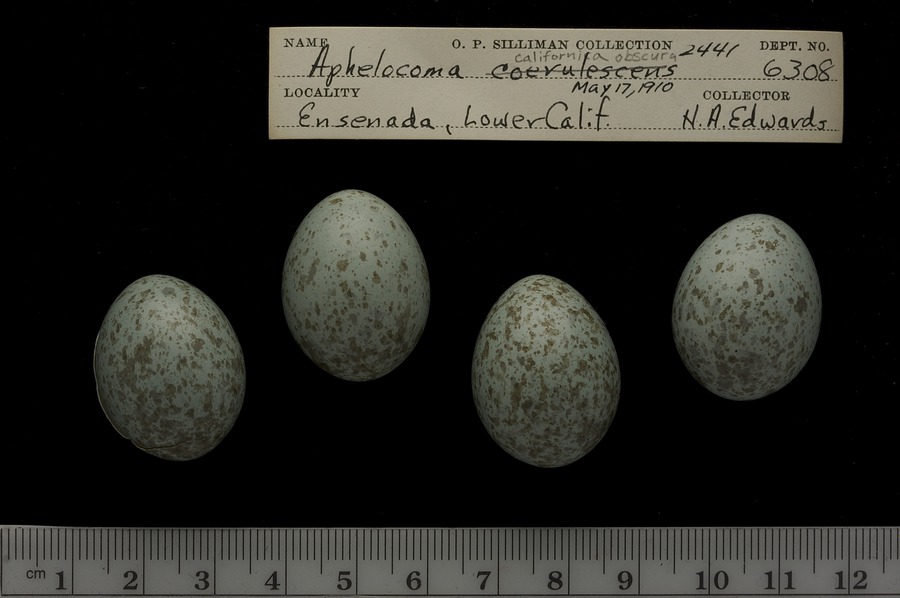 NAME O. P. SILLIMAN COLLECTION 2441 DEPT. NO.
californica obscura
Aphelocoma coerulescens 6308
May 17, 1910
LOCALITY COLLECTOR
Ensenada, Lower Calif. H. A. Edwards
cm 1 2 3 4 5 6 7 8 9 10 11 12